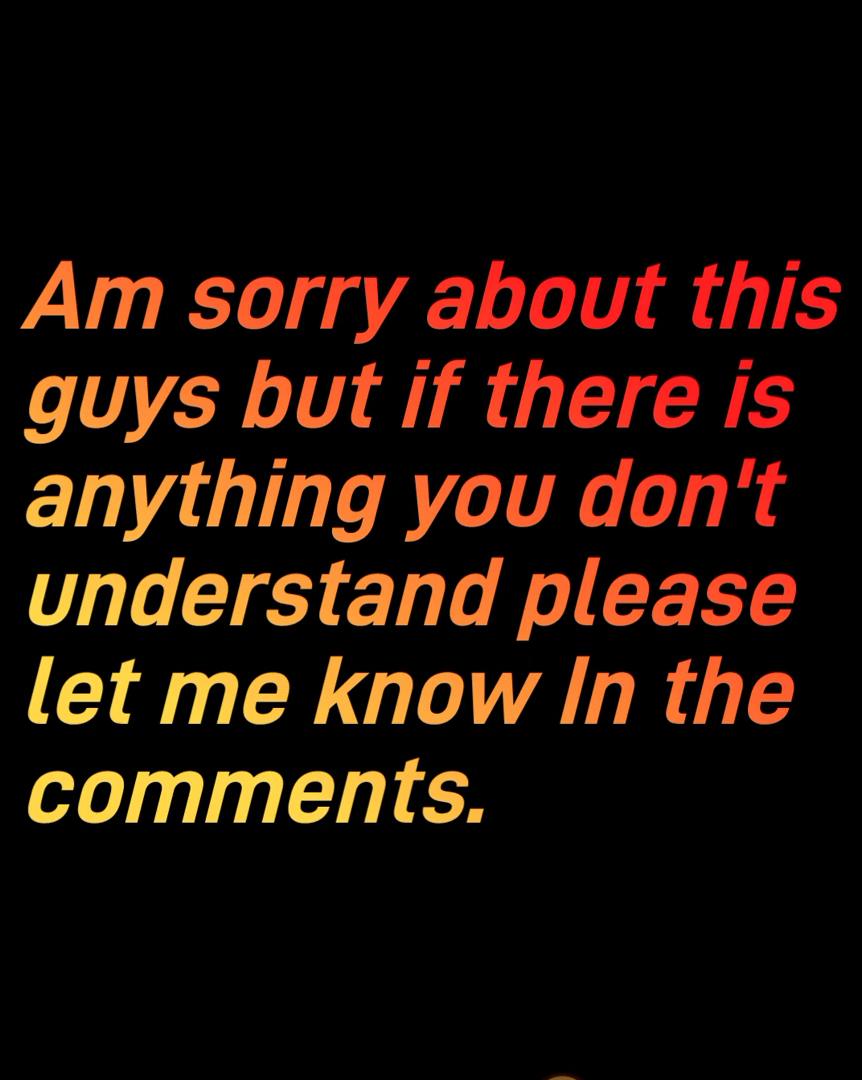 Am sorry about this
guys but if there is
anything you don't
understand please
let me know In the
comments.